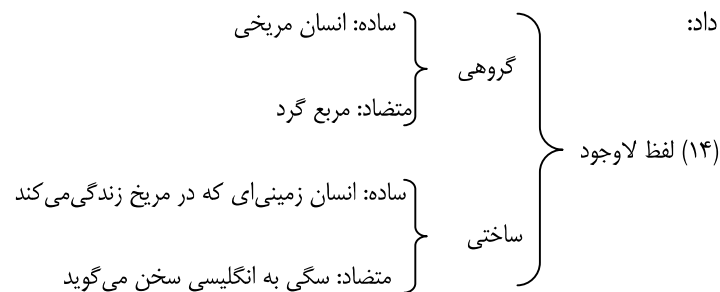 داد:
ساده: انسان مریخی
گروهی
متضاد: مربع گرد
(۱۴) لفظ لاوجود
ساده: انسان زمینی‌ای که در مریخ زندگی‌می‌کند
ساختی
متضاد: سگی به انگلیسی سخن می‌گوید